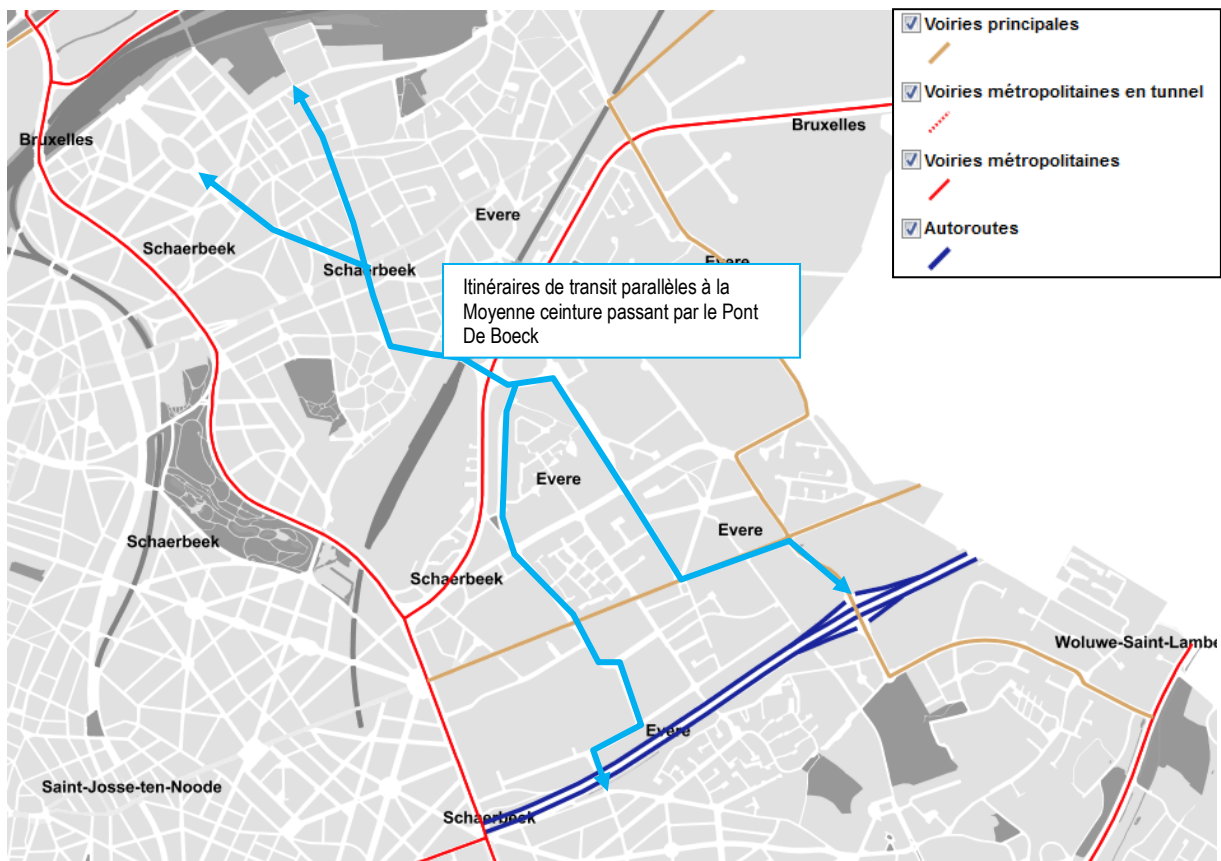 Voiries principales
Voiries métropolitaines en tunnel
Voiries métropolitaines
Autoroutes
Bruxelles
Bruxelles
Evere
Schaerbeek
Schaerbeek
Evere
Itinéraires de transit parallèles à la
Moyenne ceinture passant par le Pont
De Boeck
Evere
Evere
Schaerbeek
Schaerbeek
Woluwe-Saint-Lambe
Evere
Saint-Josse-ten-Noode
Schaerbeek